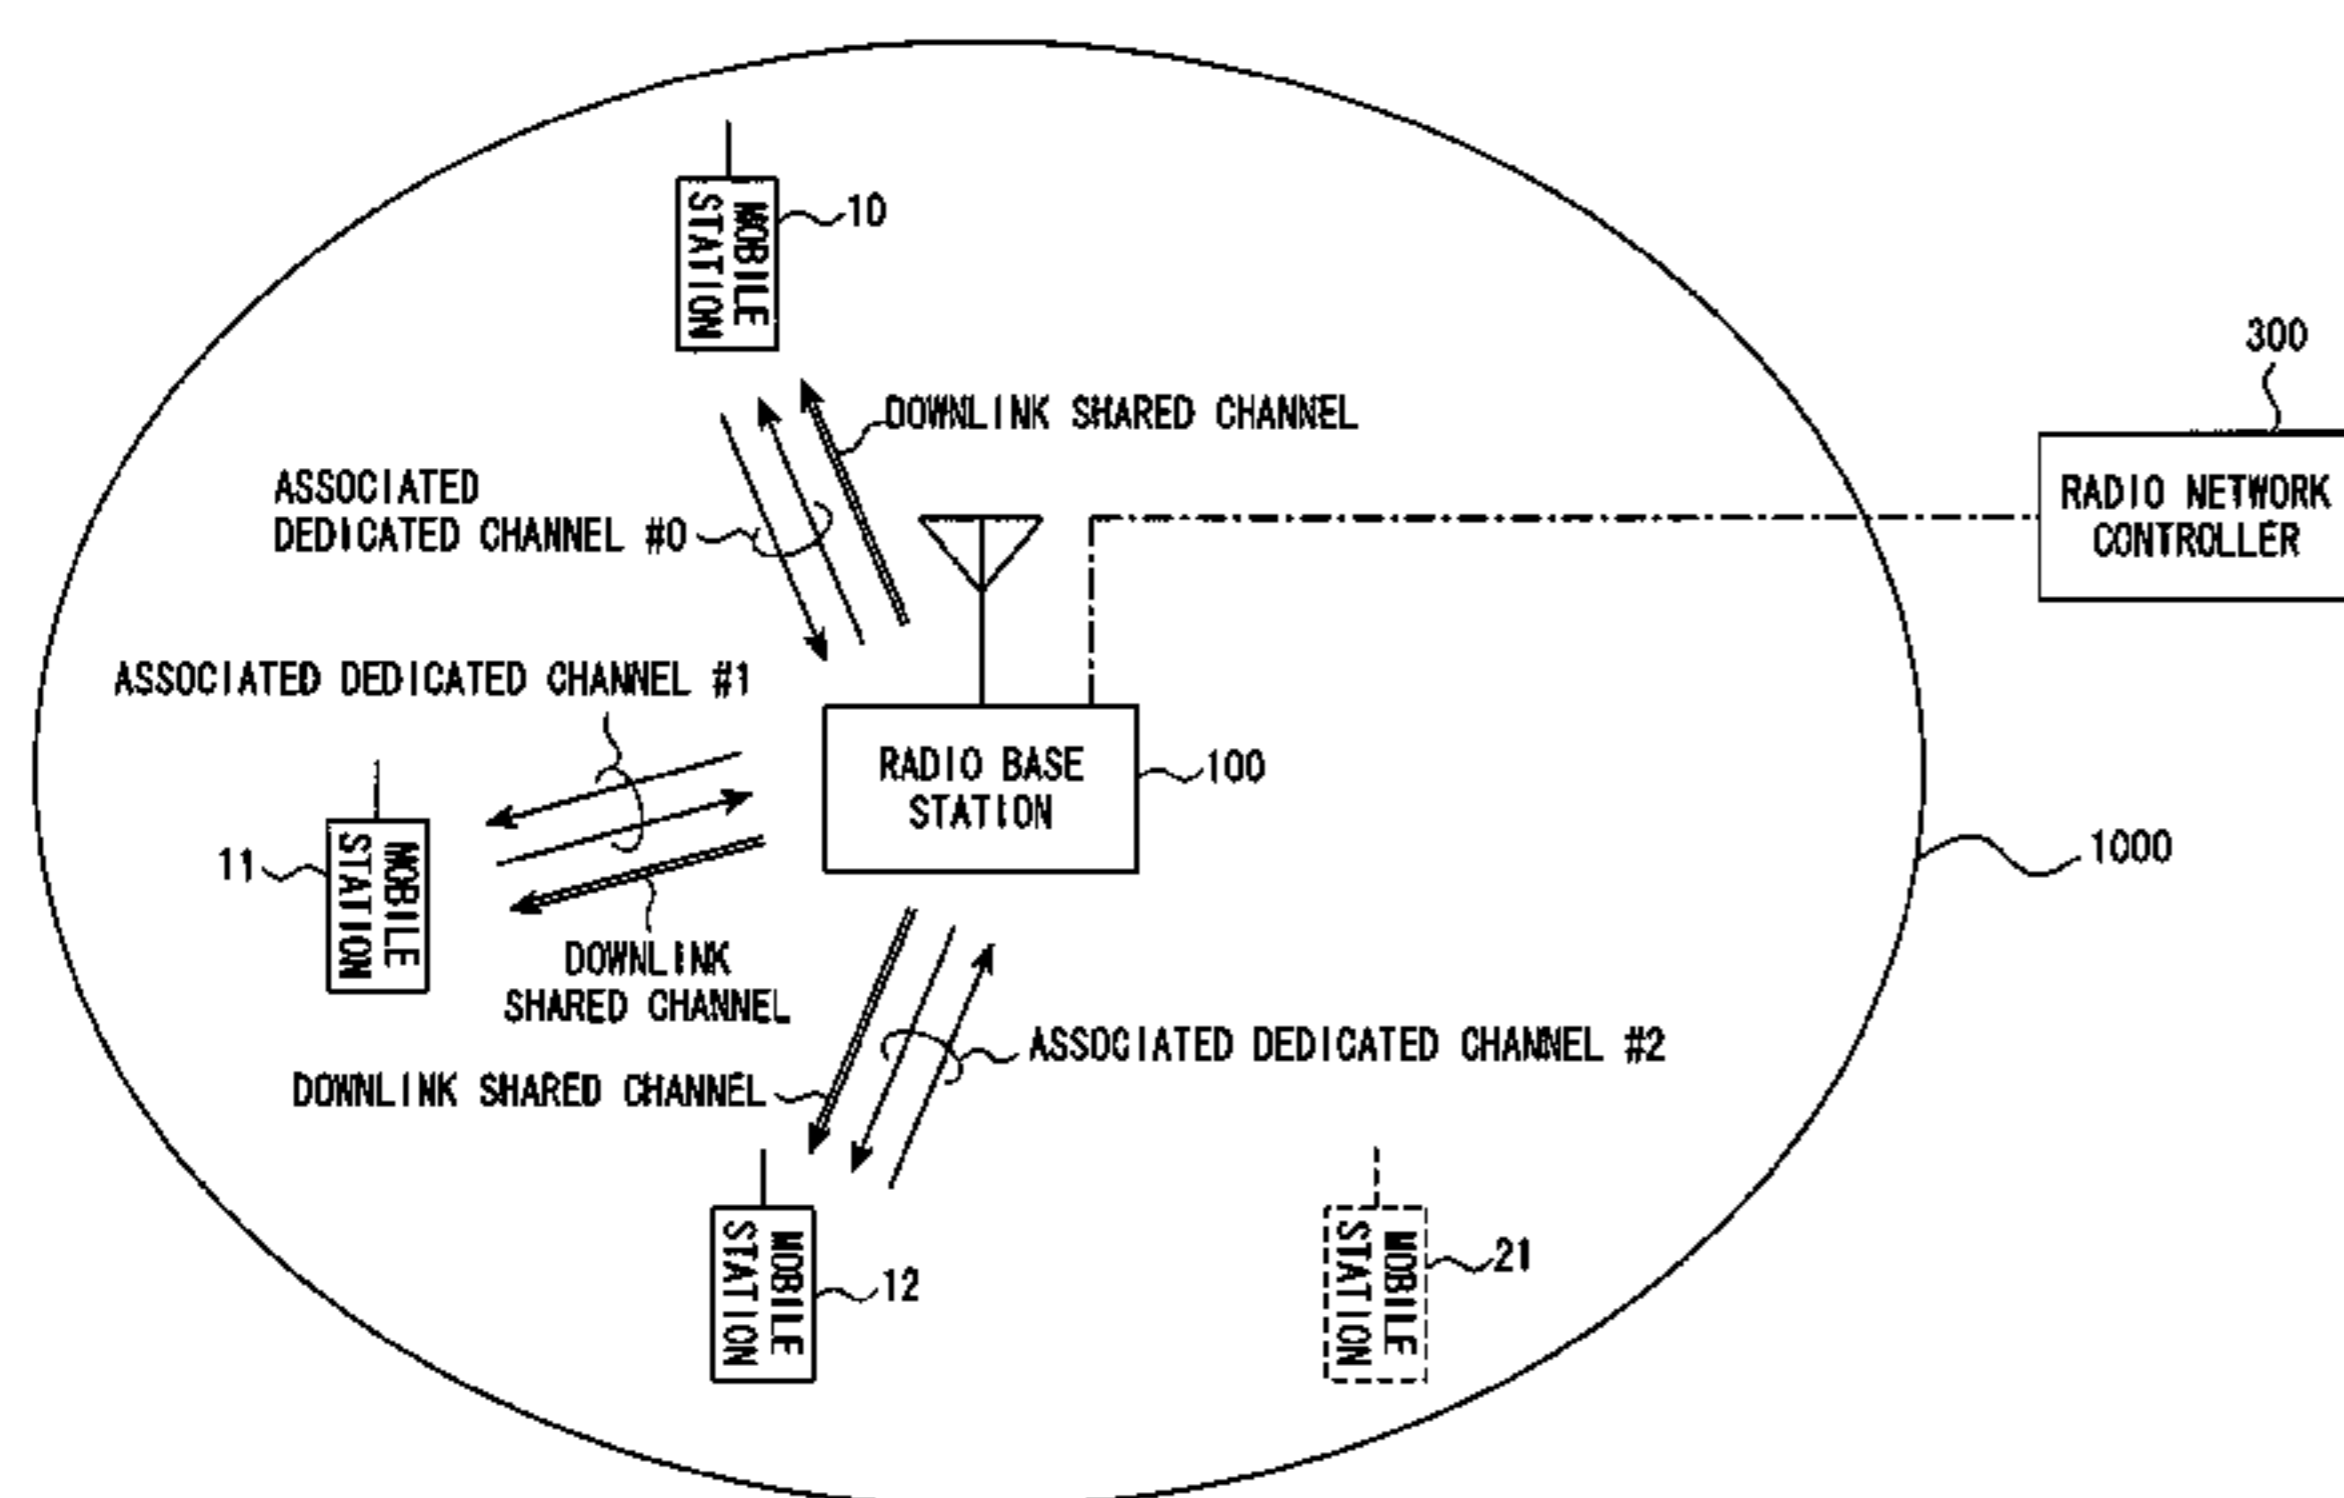 MOBILE
STATION
10
DOWNLINK SHARED CHANNEL
300
RADIO NETWORK
CONTROLLER
ASSOCIATED
DEDICATED CHANNEL #0
ASSOCIATED DEDICATED CHANNEL #1
RADIO BASE
STATION
100
11
MOBILE
STATION
1000
DOWNLINK
SHARED CHANNEL
ASSOCIATED DEDICATED CHANNEL #2
DOWNLINK SHARED CHANNEL
MOBILE
STATION
12
MOBILE
STATION
21